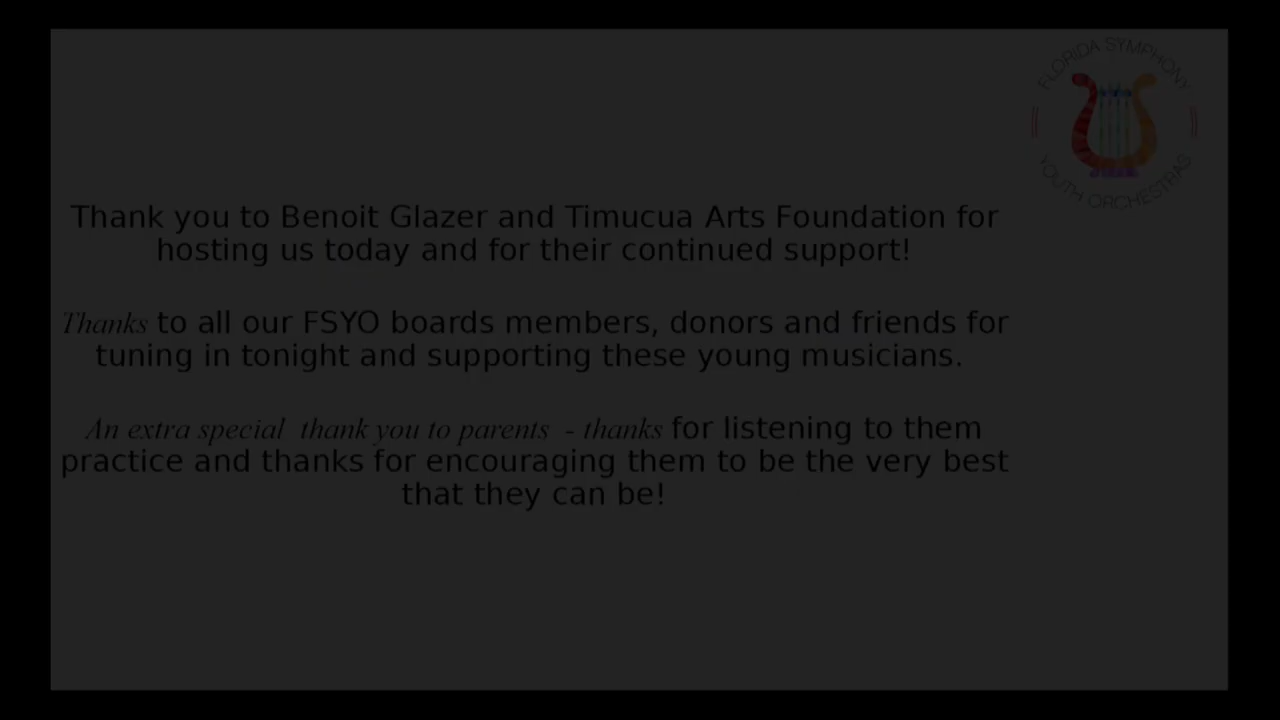 FLORIDA SYMPHONY
YOUTH ORCHESTRAS
Thank you to Benoit Glazer and Timucua Arts Foundation for
hosting us today and for their continued support!
Thanks to all our FSYO boards members, donors and friends for
tuning in tonight and supporting these young musicians.
An extra special  thank you to parents  - thanks for listening to them
practice and thanks for encouraging them to be the very best
that they can be!